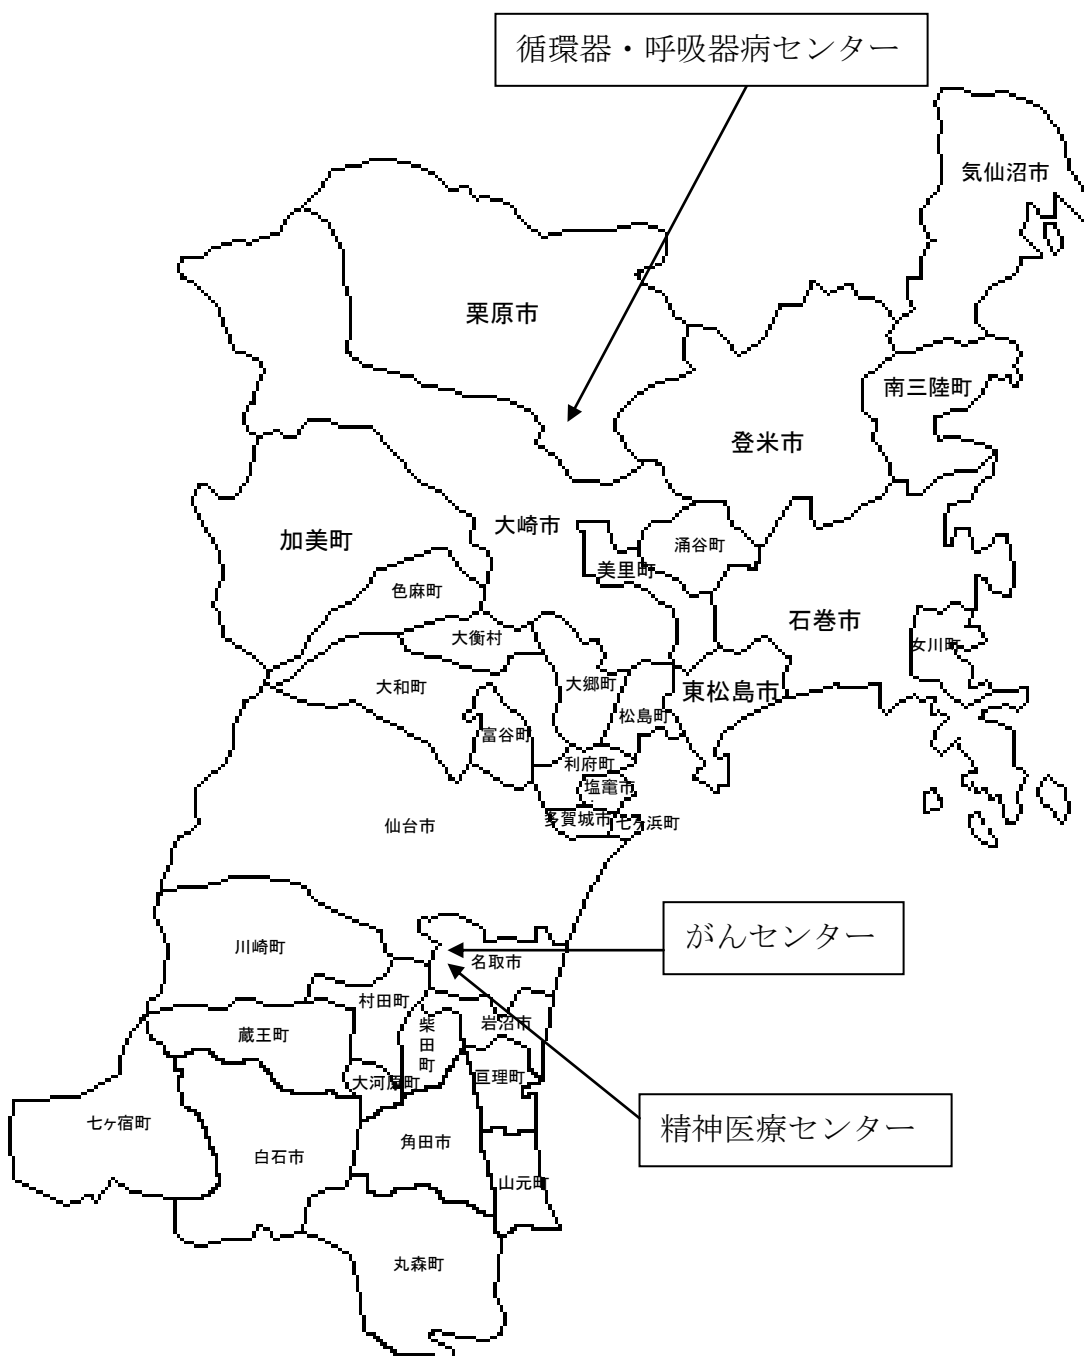 循環器・呼吸器病センター
気仙沼市
栗原市
南三陸町
登米市
大崎市
加美町
涌谷町
美里町
色麻町
石巻市
大衡村
女川町
大和町
大郷町
東松島市
松島町
富谷町
利府町
塩竈市
多賀城市
七ヶ浜町
仙台市
がんセンター
川崎町
名取市
村田町
岩沼市
柴田町
蔵王町
大河原町
亘理町
七ヶ宿町
精神医療センター
角田市
白石市
山元町
丸森町